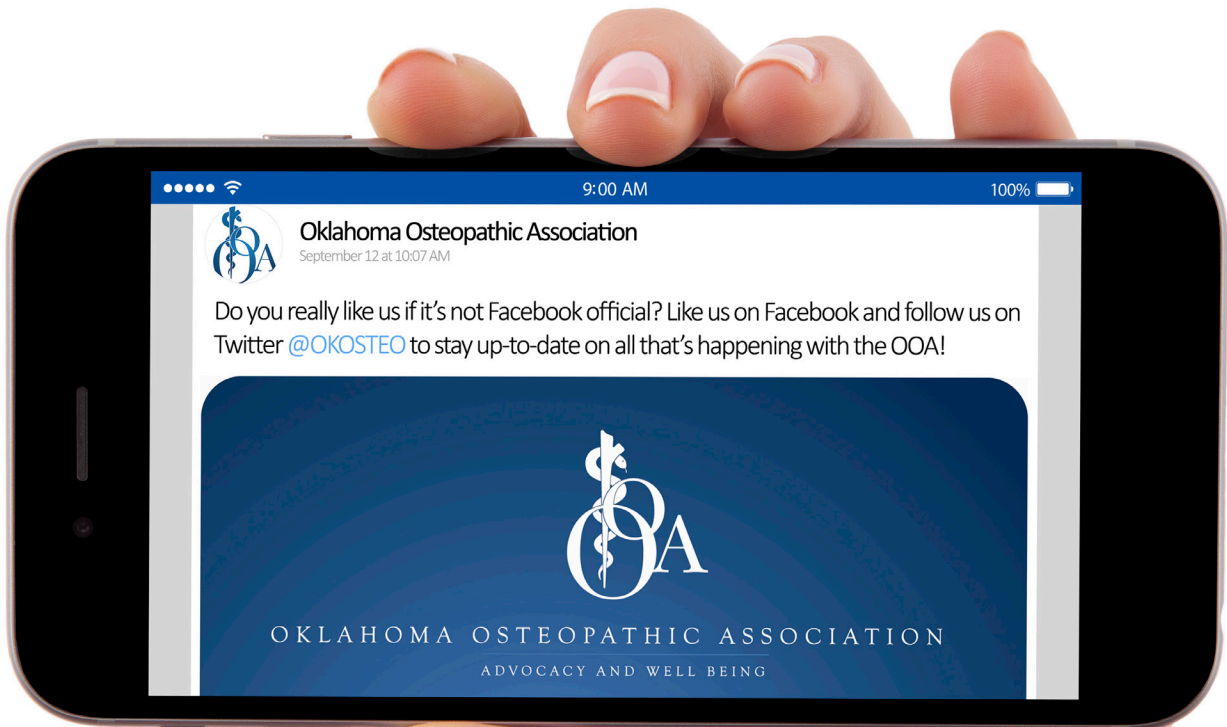 9:00 AM
100%
OOA
Oklahoma Osteopathic Association
September 12 at 10:07 AM
Do you really like us if it's not Facebook official? Like us on Facebook and follow us on
Twitter @OKOSTEO to stay up-to-date on all that's happening with the OOA!
OOA
OKLAHOMA OSTEOPATHIC ASSOCIATION
ADVOCACY AND WELL BEING